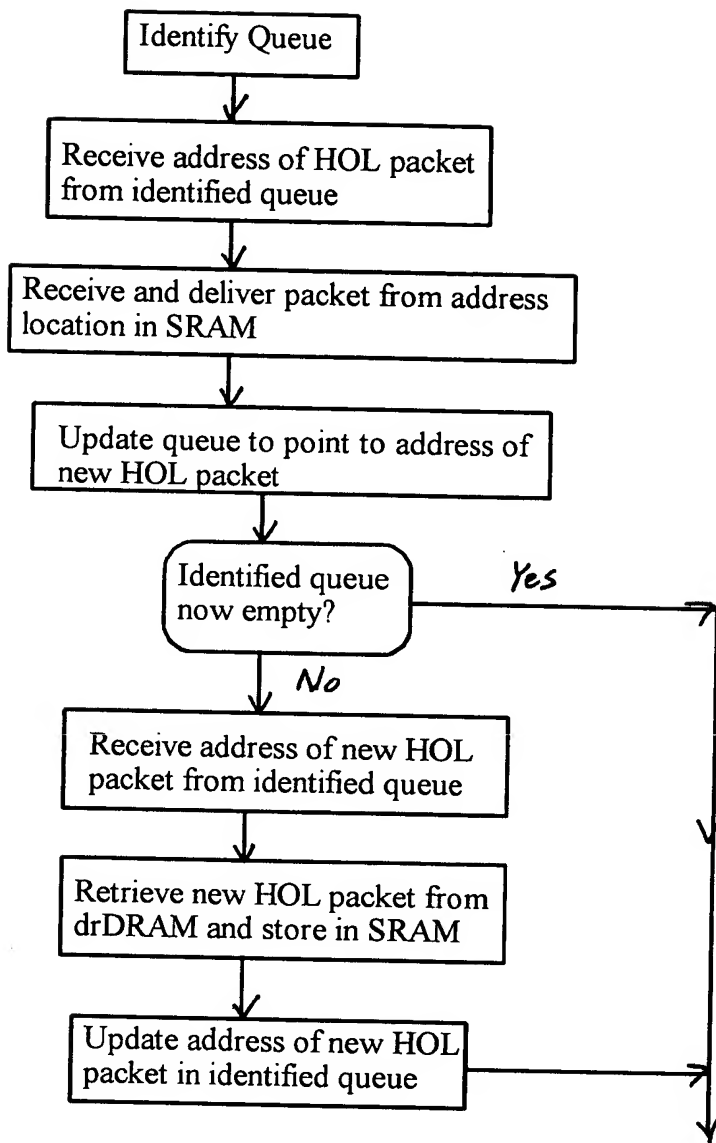 Identify Queue
Receive address of HOL packet
from identified queue
Receive and deliver packet from address
location in SRAM
Update queue to point to address of
new HOL packet
Identified queue
now empty?
Yes
No
Receive address of new HOL
packet from identified queue
Retrieve new HOL packet from
drDRAM and store in SRAM
Update address of new HOL
packet in identified queue